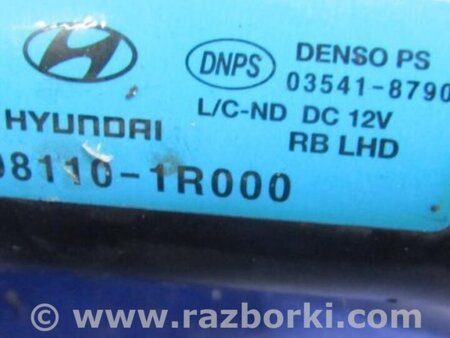 DNPS
DENSO PS
03541-8790
L/C-ND DC 12V
HYUNDAI
RB LHD
98110-1R000
© www.razborki.com